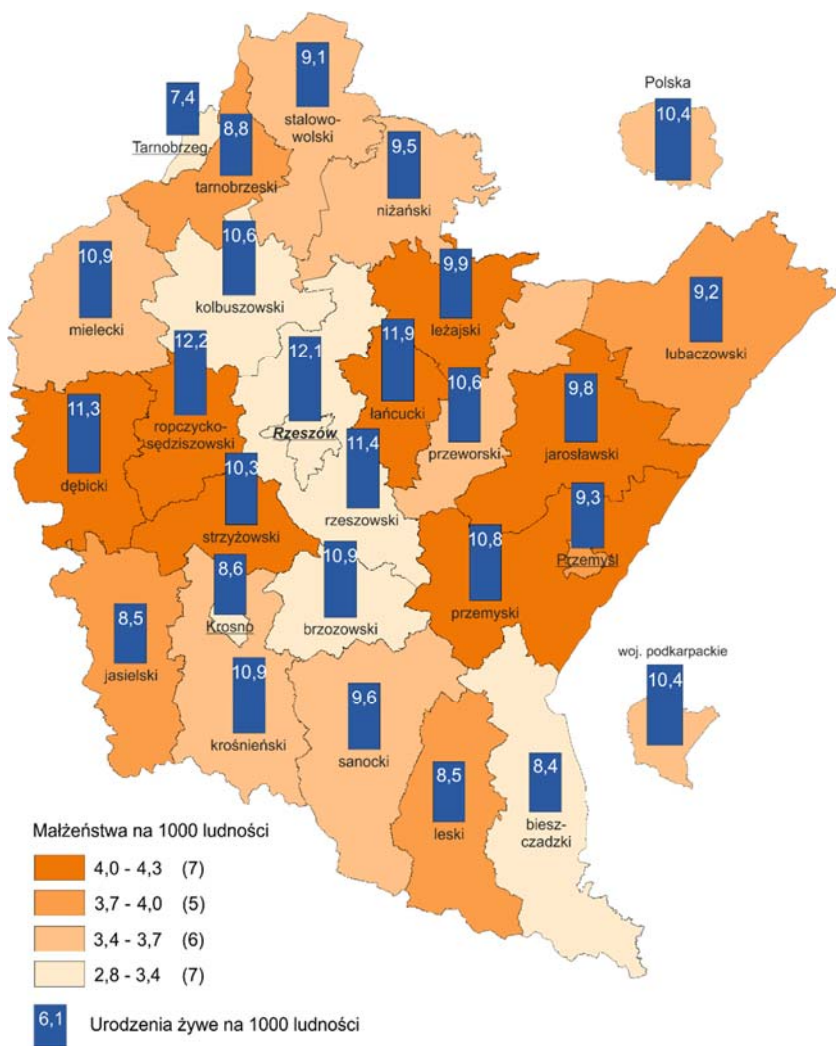 9,1
stalowo-
wolski
Polska
10,4
7,4
Tarnobrzeg
8,8
tarnobrzeski
9,5
niżański
10,6
kolbuszowski
10,9
mielecki
9,9
leżajski
9,2
lubaczowski
12,2
ropczycko-
sędziszowski
12,1
Rzeszów
11,9
łańcucki
10,6
przeworski
9,8
jarosławski
11,3
dębicki
11,4
rzeszowski
10,3
strzyżowski
9,3
Przemyśl
10,8
przemyski
8,6
Krosno
10,9
brzozowski
8,5
jasielski
10,9
krośnieński
9,6
sanocki
8,5
leski
8,4
biesz-
czadzki
woj. podkarpackie
10,4
Małżeństwa na 1000 ludności
4,0 - 4,3 (7)
3,7 - 4,0 (5)
3,4 - 3,7 (6)
2,8 - 3,4 (7)
6,1 Urodzenia żywe na 1000 ludności